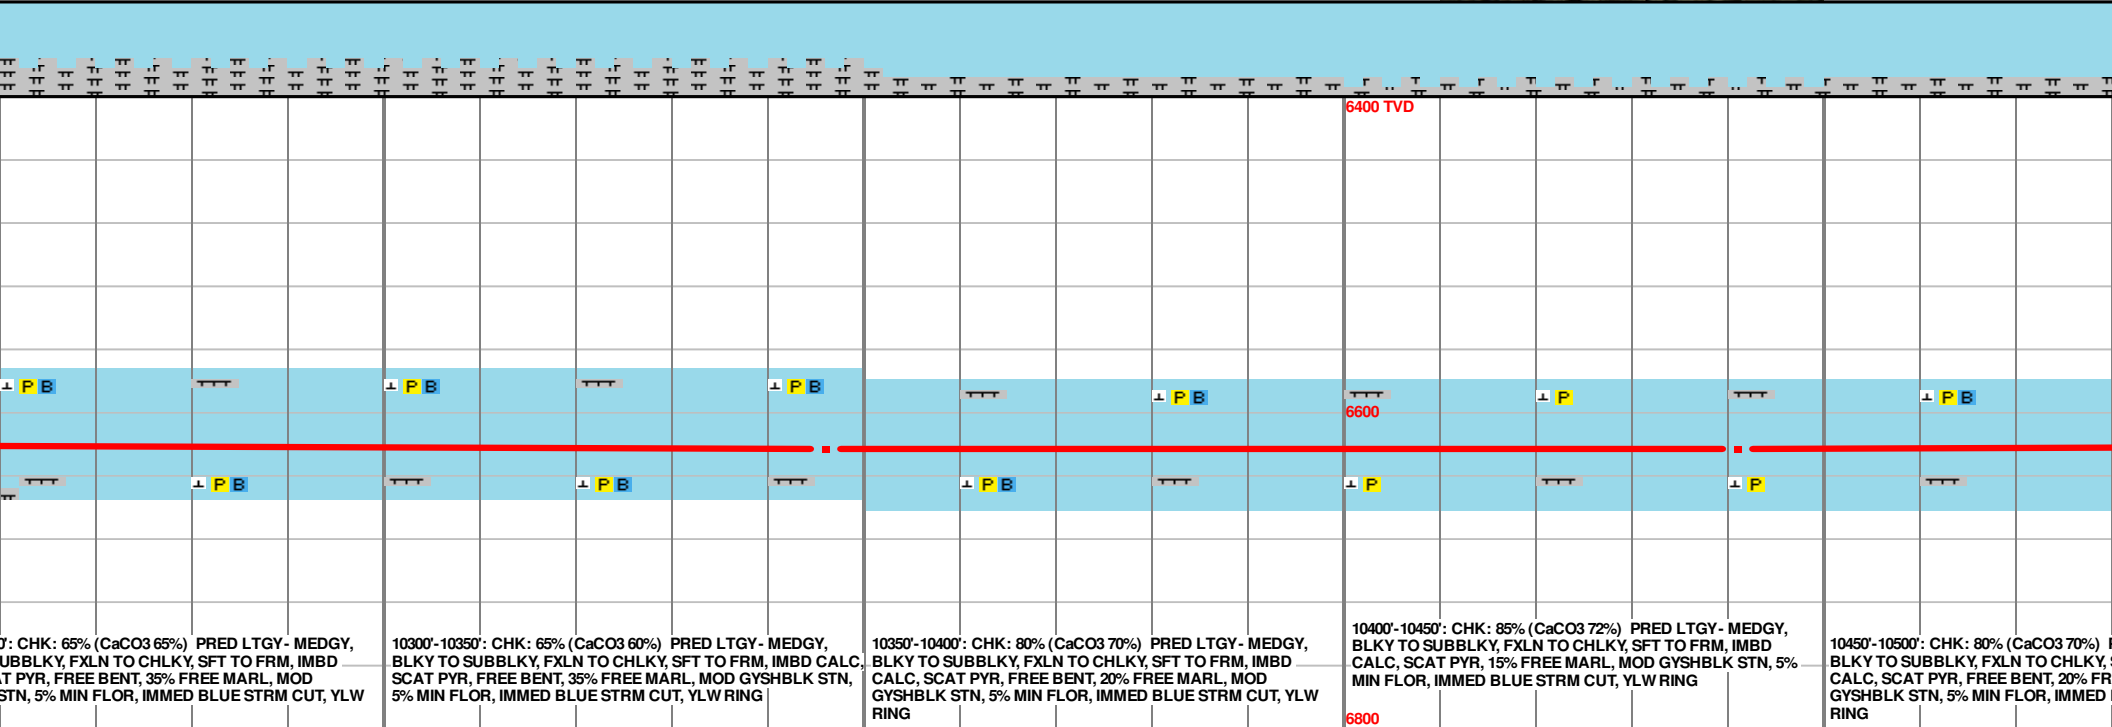 6400 TVD
P B
P B
P B
P B
P
P B
6600
P B
P B
P B
P
P
0': CHK: 65% (CaCO3 65%) PRED LTGY- MEDGY,
UBBLKY, FXLN TO CHLKY, SFT TO FRM, IMBD
T PYR, FREE BENT, 35% FREE MARL, MOD
STN, 5% MIN FLOR, IMMED BLUE STRM CUT, YLW
10300'-10350': CHK: 65% (CaCO3 60%) PRED LTGY- MEDGY,
BLKY TO SUBBLKY, FXLN TO CHLKY, SFT TO FRM, IMBD CALC,
SCAT PYR, FREE BENT, 35% FREE MARL, MOD GYSHBLK STN,
5% MIN FLOR, IMMED BLUE STRM CUT, YLW RING
10350'-10400': CHK: 80% (CaCO3 70%) PRED LTGY- MEDGY,
BLKY TO SUBBLKY, FXLN TO CHLKY, SFT TO FRM, IMBD
CALC, SCAT PYR, FREE BENT, 20% FREE MARL, MOD
GYSHBLK STN, 5% MIN FLOR, IMMED BLUE STRM CUT, YLW
RING
10400'-10450': CHK: 85% (CaCO3 72%) PRED LTGY- MEDGY,
BLKY TO SUBBLKY, FXLN TO CHLKY, SFT TO FRM, IMBD
CALC, SCAT PYR, 15% FREE MARL, MOD GYSHBLK STN, 5%
MIN FLOR, IMMED BLUE STRM CUT, YLW RING
10450'-10500': CHK: 80% (CaCO3 70%)
BLKY TO SUBBLKY, FXLN TO CHLKY,
CALC, SCAT PYR, FREE BENT, 20% FR
GYSHBLK STN, 5% MIN FLOR, IMMED
RING
6800